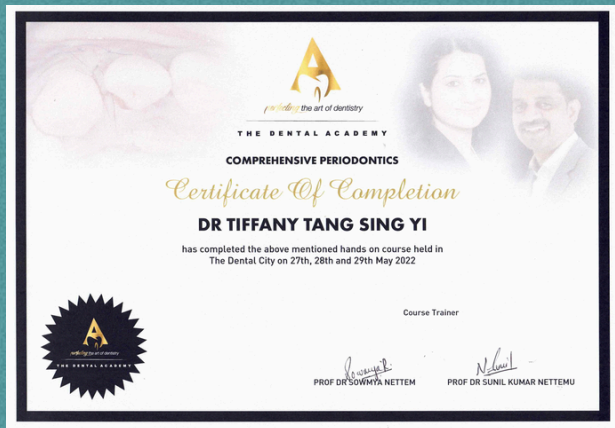 perfecting the art of dentistry
THE DENTAL ACADEMY
COMPREHENSIVE PERIODONTICS
Certificate Of Completion
DR TIFFANY TANG SING YI
has completed the above mentioned hands on course held in
The Dental City on 27th, 28th and 29th May 2022
Course Trainer
perfecting the art of dentistry
THE DENTAL ACADEMY
PROF DR SOWMYA NETTEM
PROF DR SUNIL KUMAR NETTEMU